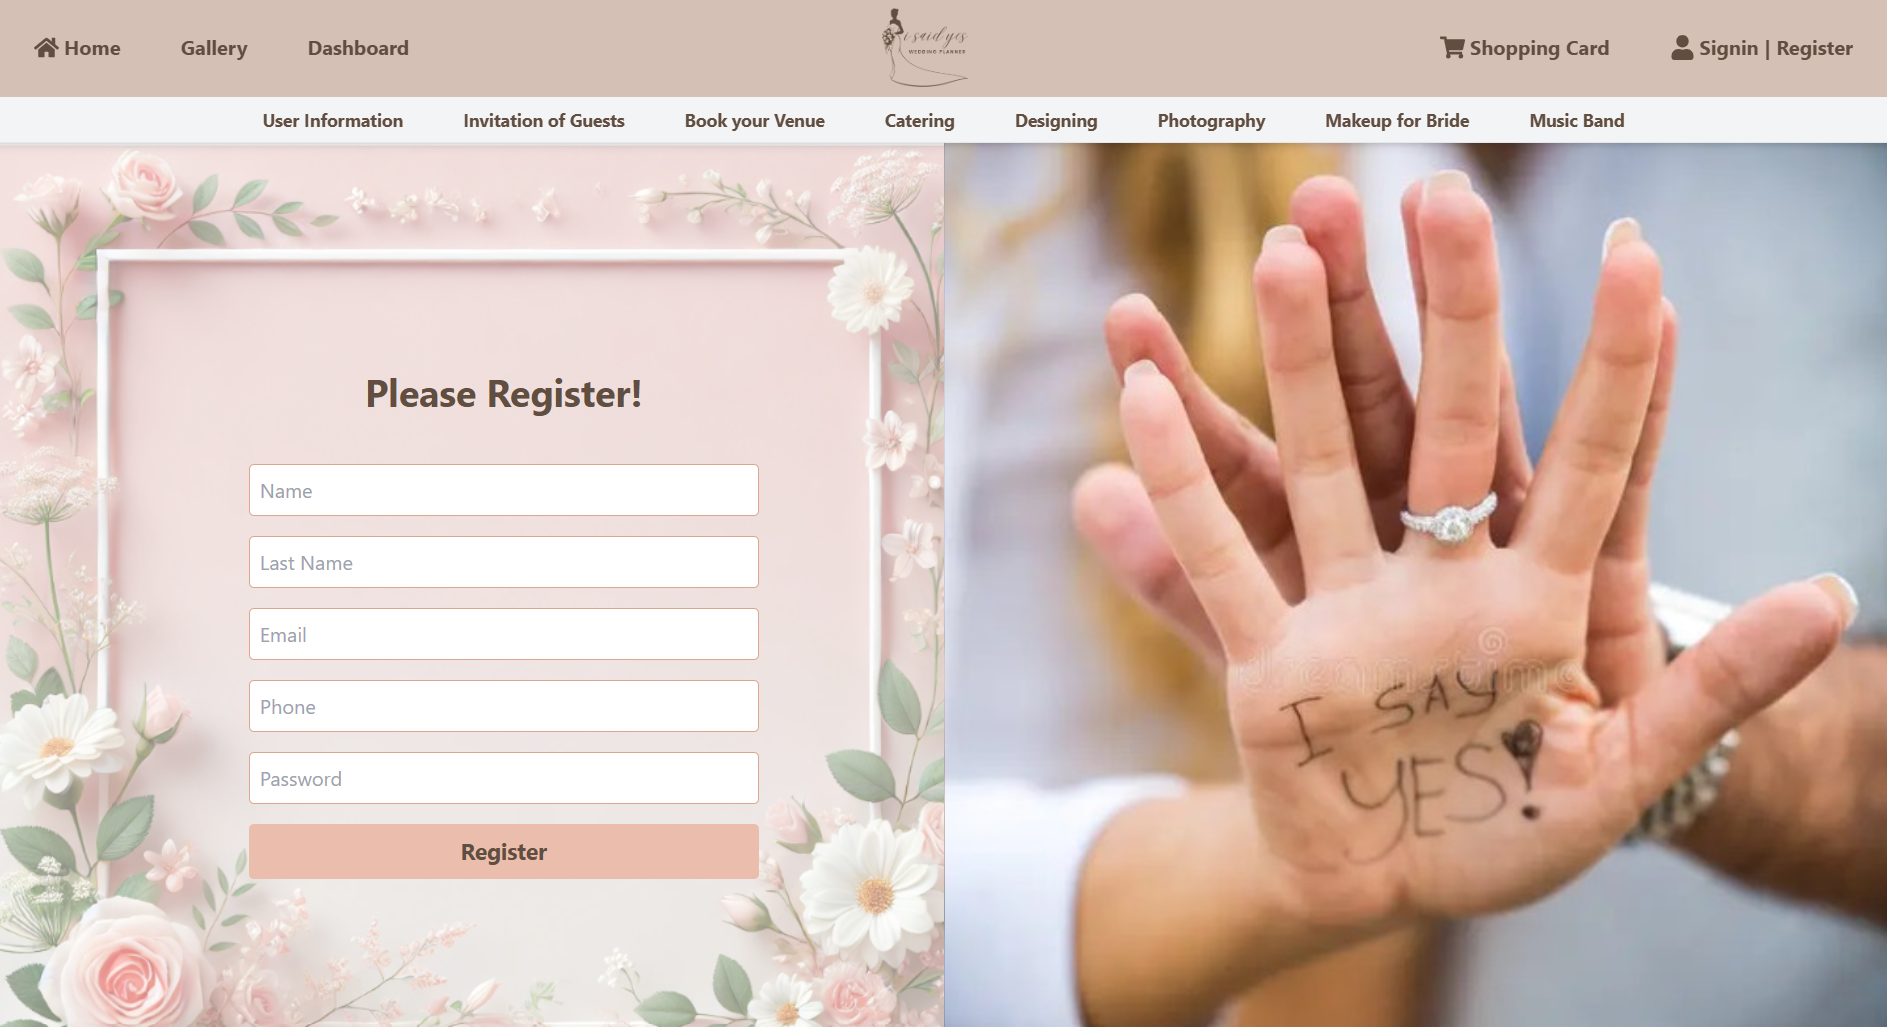 Home
Gallery
Dashboard
i said yes
WEDDING PLANNER
Shopping Card
Signin | Register
User Information
Invitation of Guests
Book your Venue
Catering
Designing
Photography
Makeup for Bride
Music Band
Please Register!
Name
Last Name
Email
Phone
Password
Register
dreamstime
I SAY
YES!